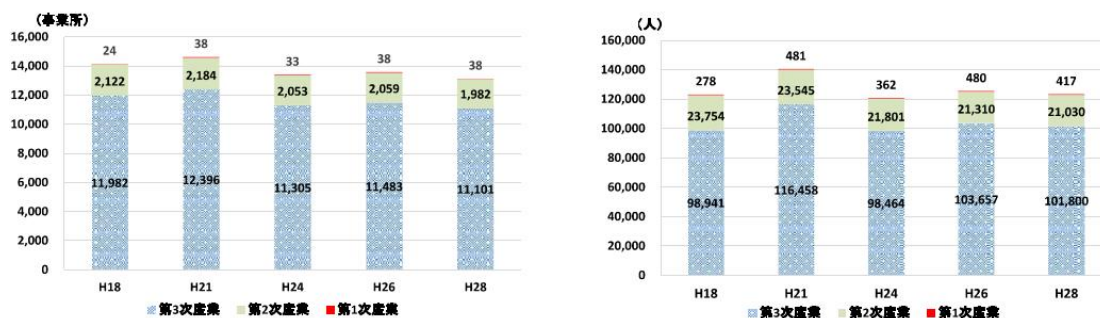 （事業所）
16,000
14,000
12,000
10,000
8,000
6,000
4,000
2,000
0
24
38
33
38
38
2,122
2,184
2,053
2,059
1,982
11,982
12,396
11,305
11,483
11,101
H18
H21
H24
H26
H28
第3次産業
第2次産業
第1次産業
（人）
160,000
140,000
120,000
100,000
80,000
60,000
40,000
20,000
0
278
481
362
480
417
23,754
23,545
21,801
21,310
21,030
98,941
116,458
98,464
103,657
101,800
H18
H21
H24
H26
H28
第3次産業
第2次産業
第1次産業